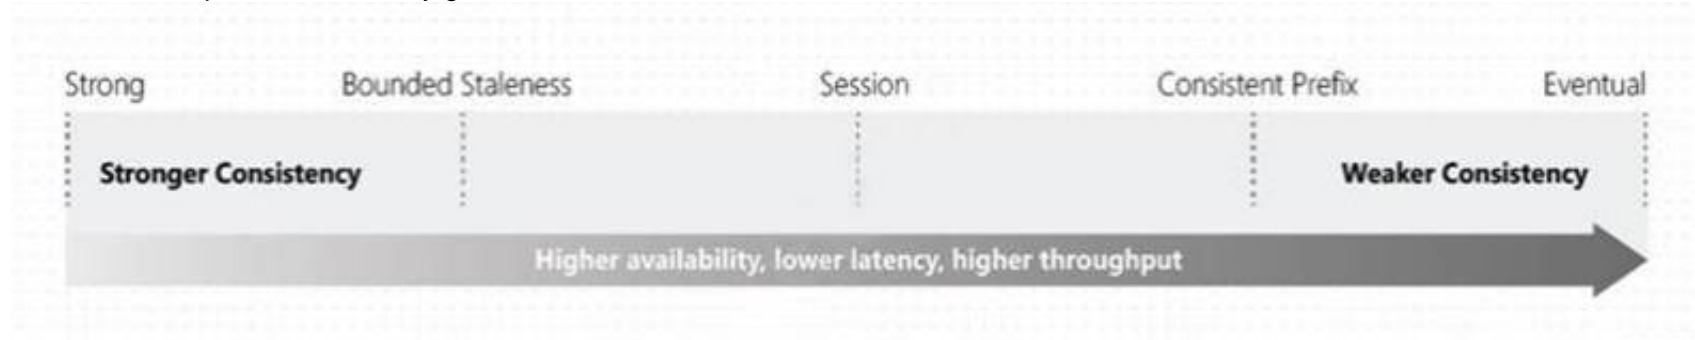 Strong Bounded Staleness Session Consistent Prefix Eventual
Stronger Consistency Weaker Consistency
Higher availability, lower latency, higher throughput